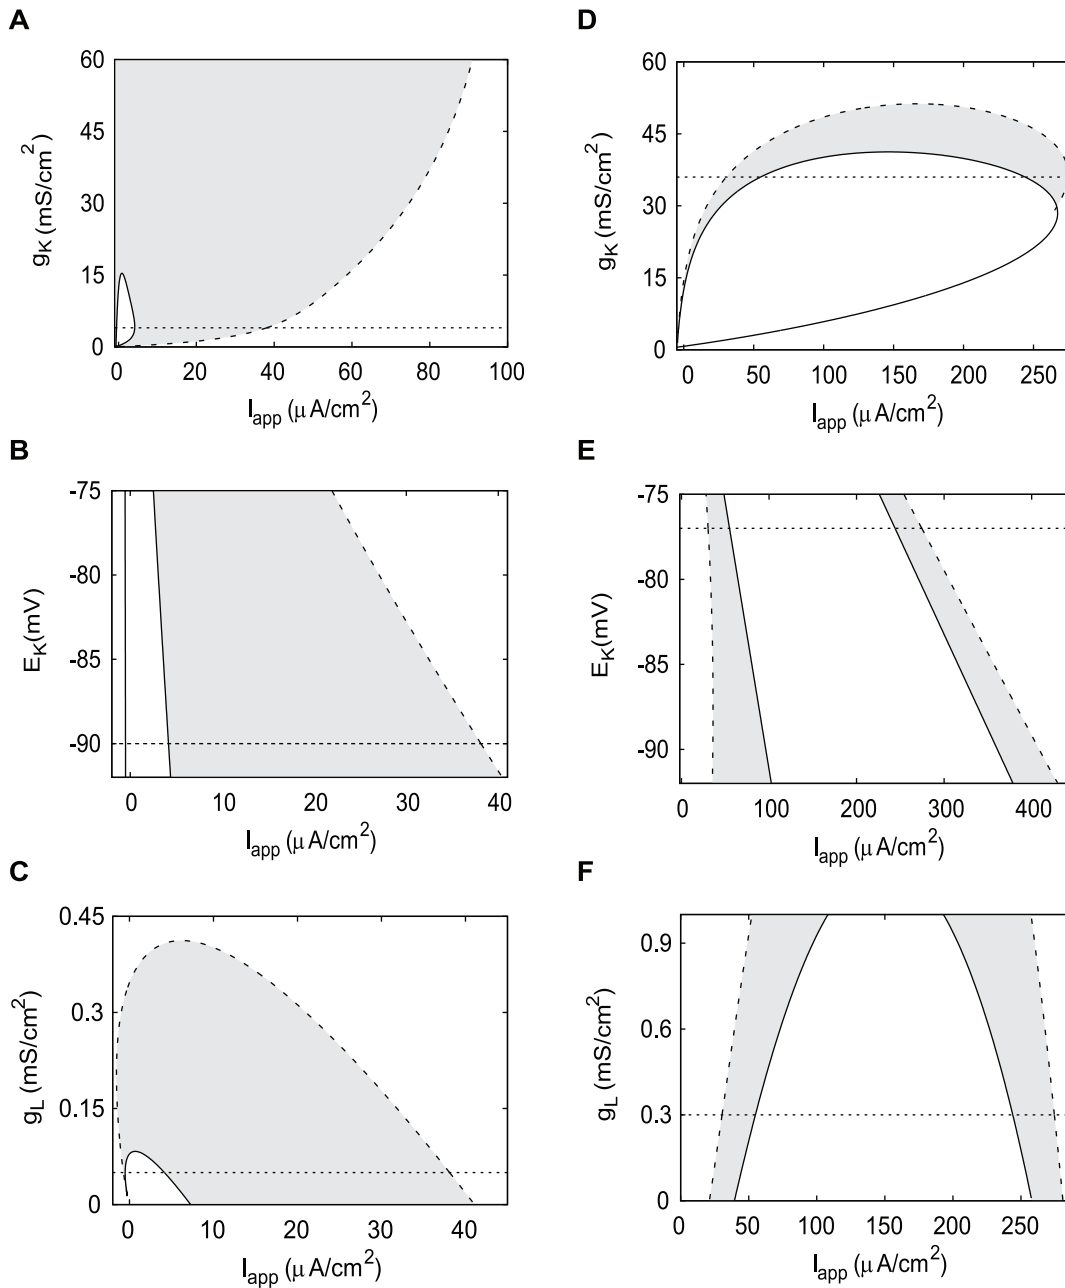 A
60
45
30
15
0
g_K (mS/cm^2)
0 20 40 60 80 100
I_app (μ A/cm^2)
D
60
45
30
15
0
g_K (mS/cm^2)
0 50 100 150 200 250
I_app (μ A/cm^2)
B
-75
-80
-85
-90
E_K(mV)
0 10 20 30 40
I_app (μ A/cm^2)
E
-75
-80
-85
-90
E_K(mV)
0 100 200 300 400
I_app (μ A/cm^2)
C
0.45
0.3
0.15
0
g_L (mS/cm^2)
0 10 20 30 40
I_app (μ A/cm^2)
F
0.9
0.6
0.3
0
g_L (mS/cm^2)
0 50 100 150 200 250
I_app (μ A/cm^2)